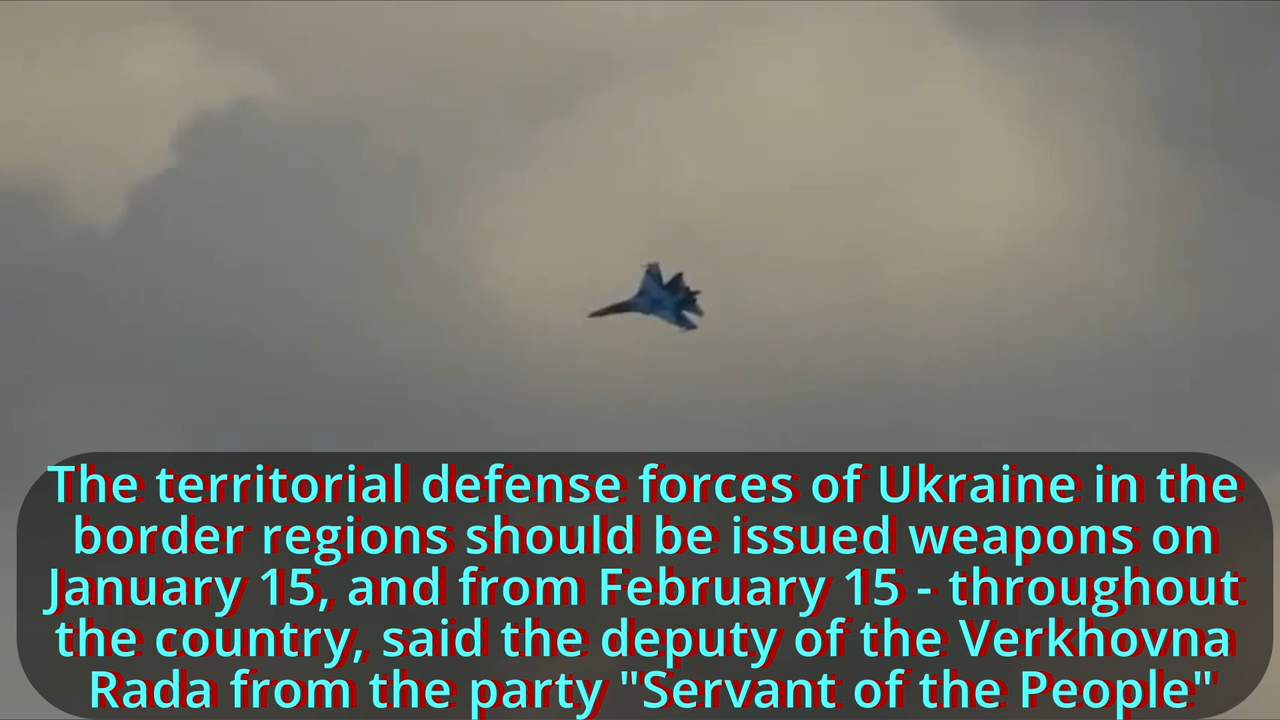 The territorial defense forces of Ukraine in the
border regions should be issued weapons on
January 15, and from February 15 - throughout
the country, said the deputy of the Verkhovna
Rada from the party "Servant of the People"